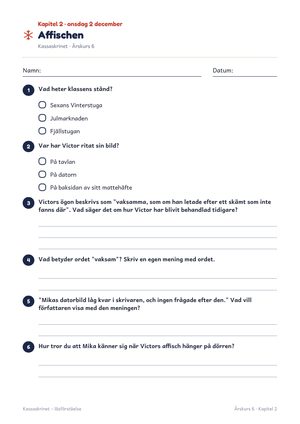 Kapitel 2 · onsdag 2 december
Affischen
Kassaskrinet · Årskurs 6
Namn:
Datum:
1 Vad heter klassens stånd?
Sexans Vinterstuga
Julmarknaden
Fjällstugan
2 Var har Victor ritat sin bild?
På tavlan
På datorn
På baksidan av sitt mattehäfte
3 Victors ögon beskrivs som "vaksamma, som om han letade efter ett skämt som inte
fanns där". Vad säger det om hur Victor har blivit behandlad tidigare?
4 Vad betyder ordet "vaksam"? Skriv en egen mening med ordet.
5 "Mikas datorbild låg kvar i skrivaren, och ingen frågade efter den." Vad vill
författaren visa med den meningen?
6 Hur tror du att Mika känner sig när Victors affisch hänger på dörren?
Kassaskrinet – läsförståelse
Årskurs 6 · Kapitel 2